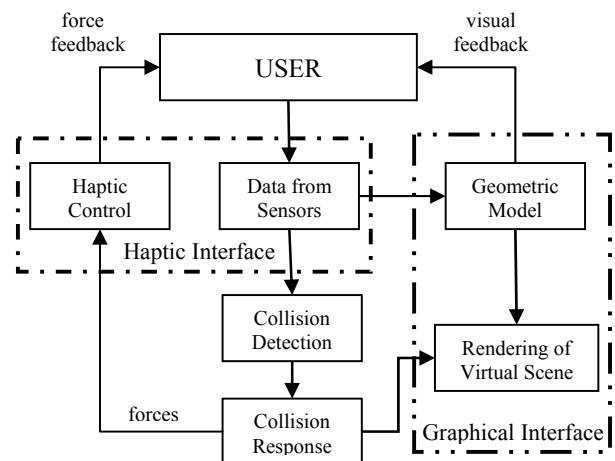 force
feedback
visual
feedback
USER
Haptic
Control
Data from
Sensors
Geometric
Model
Haptic Interface
Collision
Detection
Rendering of
Virtual Scene
forces
Collision
Response
Graphical Interface